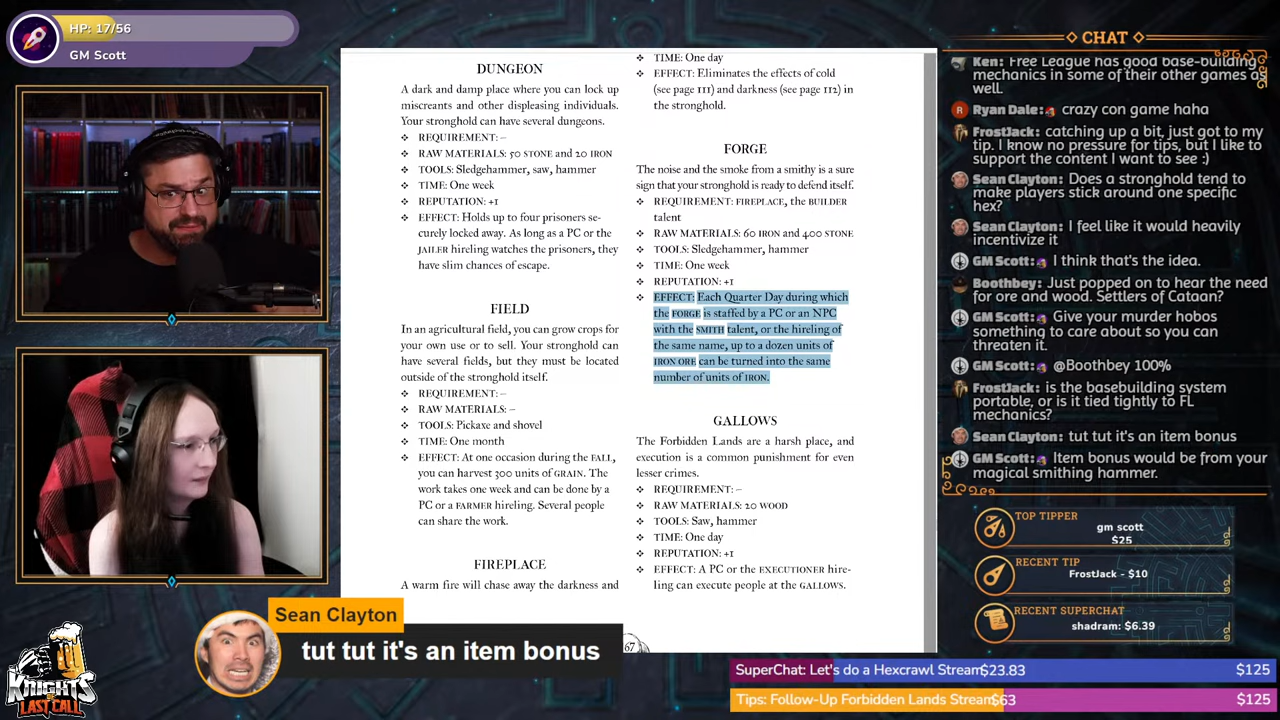 HP: 17/56
GM Scott
DUNGEON
A dark and damp place where you can lock up
miscreants and other displeasing individuals.
Your stronghold can have several dungeons.
❖ REQUIREMENT: –
❖ RAW MATERIALS: 50 STONE and 20 IRON
❖ TOOLS: Sledgehammer, saw, hammer
❖ TIME: One week
❖ REPUTATION: +1
❖ EFFECT: Holds up to four prisoners se-
curely locked away. As long as a PC or the
JAILER hireling watches the prisoners, they
have slim chances of escape.
FIELD
In an agricultural field, you can grow crops for
your own use or to sell. Your stronghold can
have several fields, but they must be located
outside of the stronghold itself.
❖ REQUIREMENT: –
❖ RAW MATERIALS: –
❖ TOOLS: Pickaxe and shovel
❖ TIME: One month
❖ EFFECT: At one occasion during the FALL,
you can harvest 300 units of GRAIN. The
work takes one week and can be done by a
PC or a FARMER hireling. Several people
can share the work.
FIREPLACE
A warm fire will chase away the darkness and
❖ TIME: One day
❖ EFFECT: Eliminates the effects of cold
(see page 111) and darkness (see page 112) in
the stronghold.
FORGE
The noise and the smoke from a smithy is a sure
sign that your stronghold is ready to defend itself.
❖ REQUIREMENT: FIREPLACE, the BUILDER
talent
❖ RAW MATERIALS: 60 IRON and 400 STONE
❖ TOOLS: Sledgehammer, hammer
❖ TIME: One week
❖ REPUTATION: +1
❖ EFFECT: Each Quarter Day during which
the FORGE is staffed by a PC or an NPC
with the SMITH talent, or the hireling of
the same name, up to a dozen units of
IRON ORE can be turned into the same
number of units of IRON.
GALLOWS
The Forbidden Lands are a harsh place, and
execution is a common punishment for even
lesser crimes.
❖ REQUIREMENT: –
❖ RAW MATERIALS: 20 WOOD
❖ TOOLS: Saw, hammer
❖ TIME: One day
❖ REPUTATION: +1
❖ EFFECT: A PC or the EXECUTIONER hire-
ling can execute people at the GALLOWS.
67
CHAT
Ken: Free League has good base-building
mechanics in some of their other games as
well.
Ryan Dale: crazy con game haha
FrostJack: catching up a bit, just got to my
tip. I know no pressure for tips, but I like to
support the content I want to see :)
Sean Clayton: Does a stronghold tend to
make players stick around one specific
hex?
Sean Clayton: I feel like it would heavily
incentivize it
GM Scott: I think that's the idea.
Boothbey: Just popped on to hear the need
for ore and wood. Settlers of Cataan?
GM Scott: Give your murder hobos
something to care about so you can
threaten it.
GM Scott: @Boothbey 100%
FrostJack: is the basebuilding system
portable, or is it tied tightly to FL
mechanics?
Sean Clayton: tut tut it's an item bonus
GM Scott: Item bonus would be from your
magical smithing hammer.
TOP TIPPER
gm scott
$25
RECENT TIP
FrostJack - $10
RECENT SUPERCHAT
shadram: $6.39
Sean Clayton
tut tut it's an item bonus
KNIGHTS
OF
LAST CALL
SuperChat: Let's do a Hexcrawl Stream $23.83 $125
Tips: Follow-Up Forbidden Lands Stream $63 $125